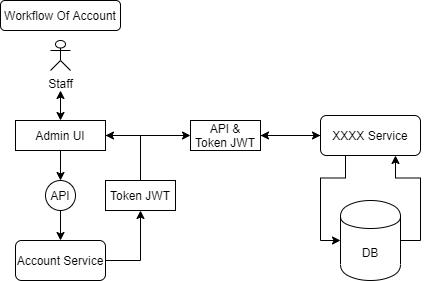 Workflow Of Account
Staff
Admin UI
API &
Token JWT
XXXX Service
API
Token JWT
DB
Account Service